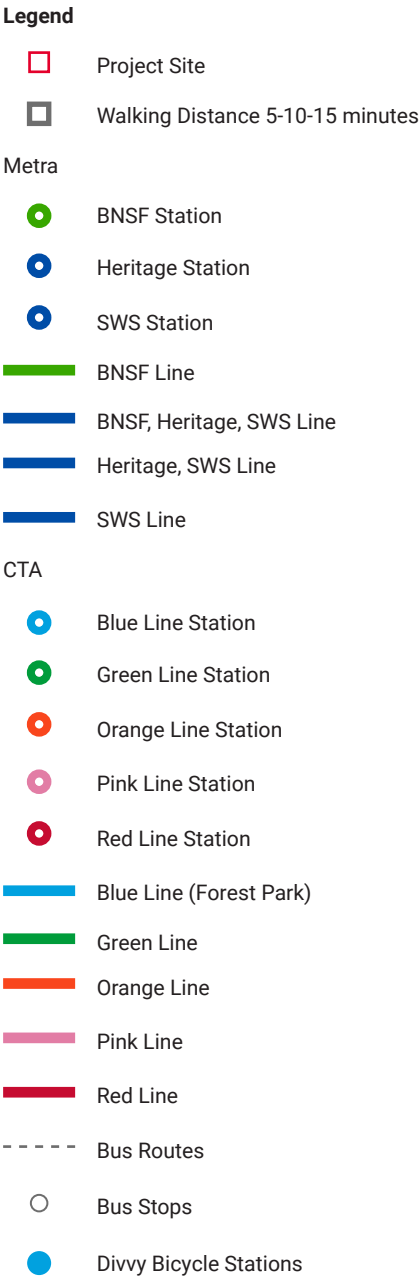 Legend
Project Site
Walking Distance 5-10-15 minutes
Metra
BNSF Station
Heritage Station
SWS Station
BNSF Line
BNSF, Heritage, SWS Line
Heritage, SWS Line
SWS Line
CTA
Blue Line Station
Green Line Station
Orange Line Station
Pink Line Station
Red Line Station
Blue Line (Forest Park)
Green Line
Orange Line
Pink Line
Red Line
Bus Routes
Bus Stops
Divvy Bicycle Stations